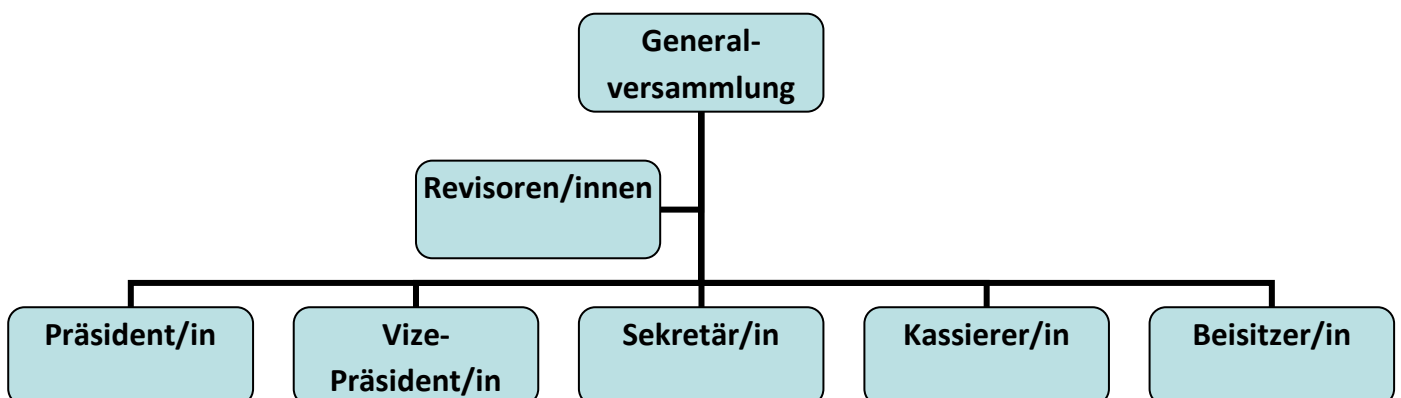 General-
versammlung
Revisoren/innen
Präsident/in
Vize-
Präsident/in
Sekretär/in
Kassierer/in
Beisitzer/in